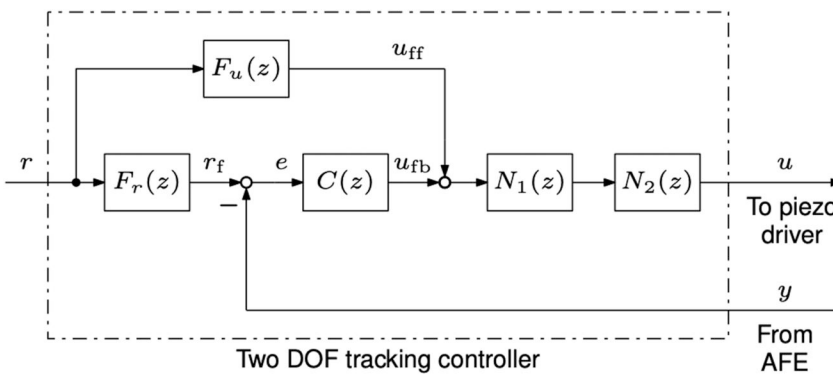 F_u(z)
u_ff
r
F_r(z)
r_f
−
e
C(z)
u_fb
N_1(z)
N_2(z)
u
To piezo
driver
y
From
AFE
Two DOF tracking controller